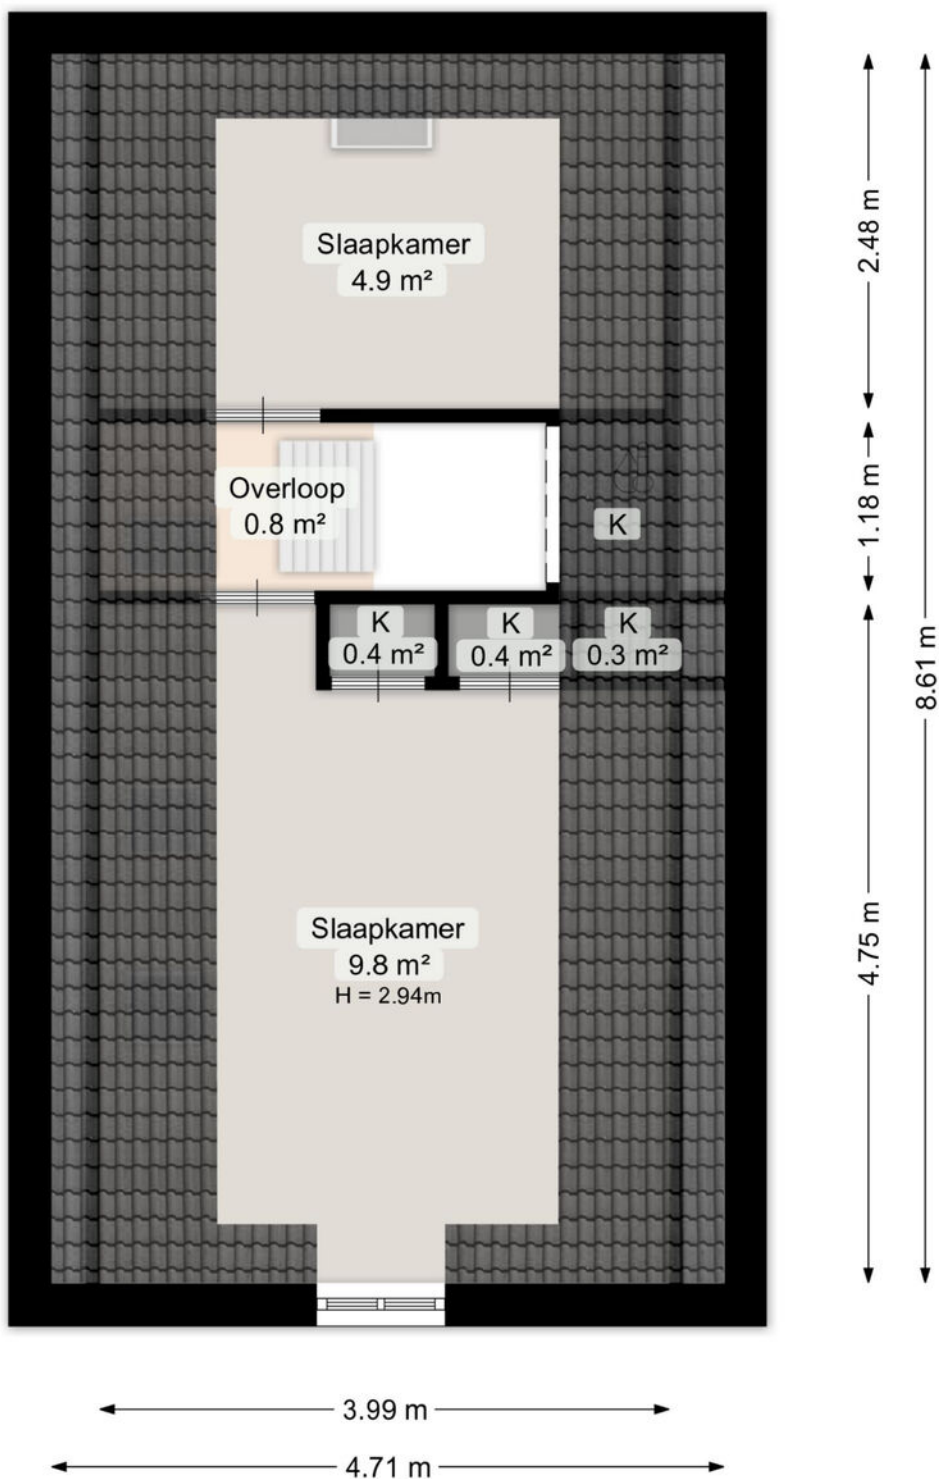 Slaapkamer
4.9 m²
2.48 m
Overloop
0.8 m²
K
1.18 m
K
0.4 m²
K
0.4 m²
K
0.3 m²
8.61 m
Slaapkamer
9.8 m²
H = 2.94m
4.75 m
3.99 m
4.71 m